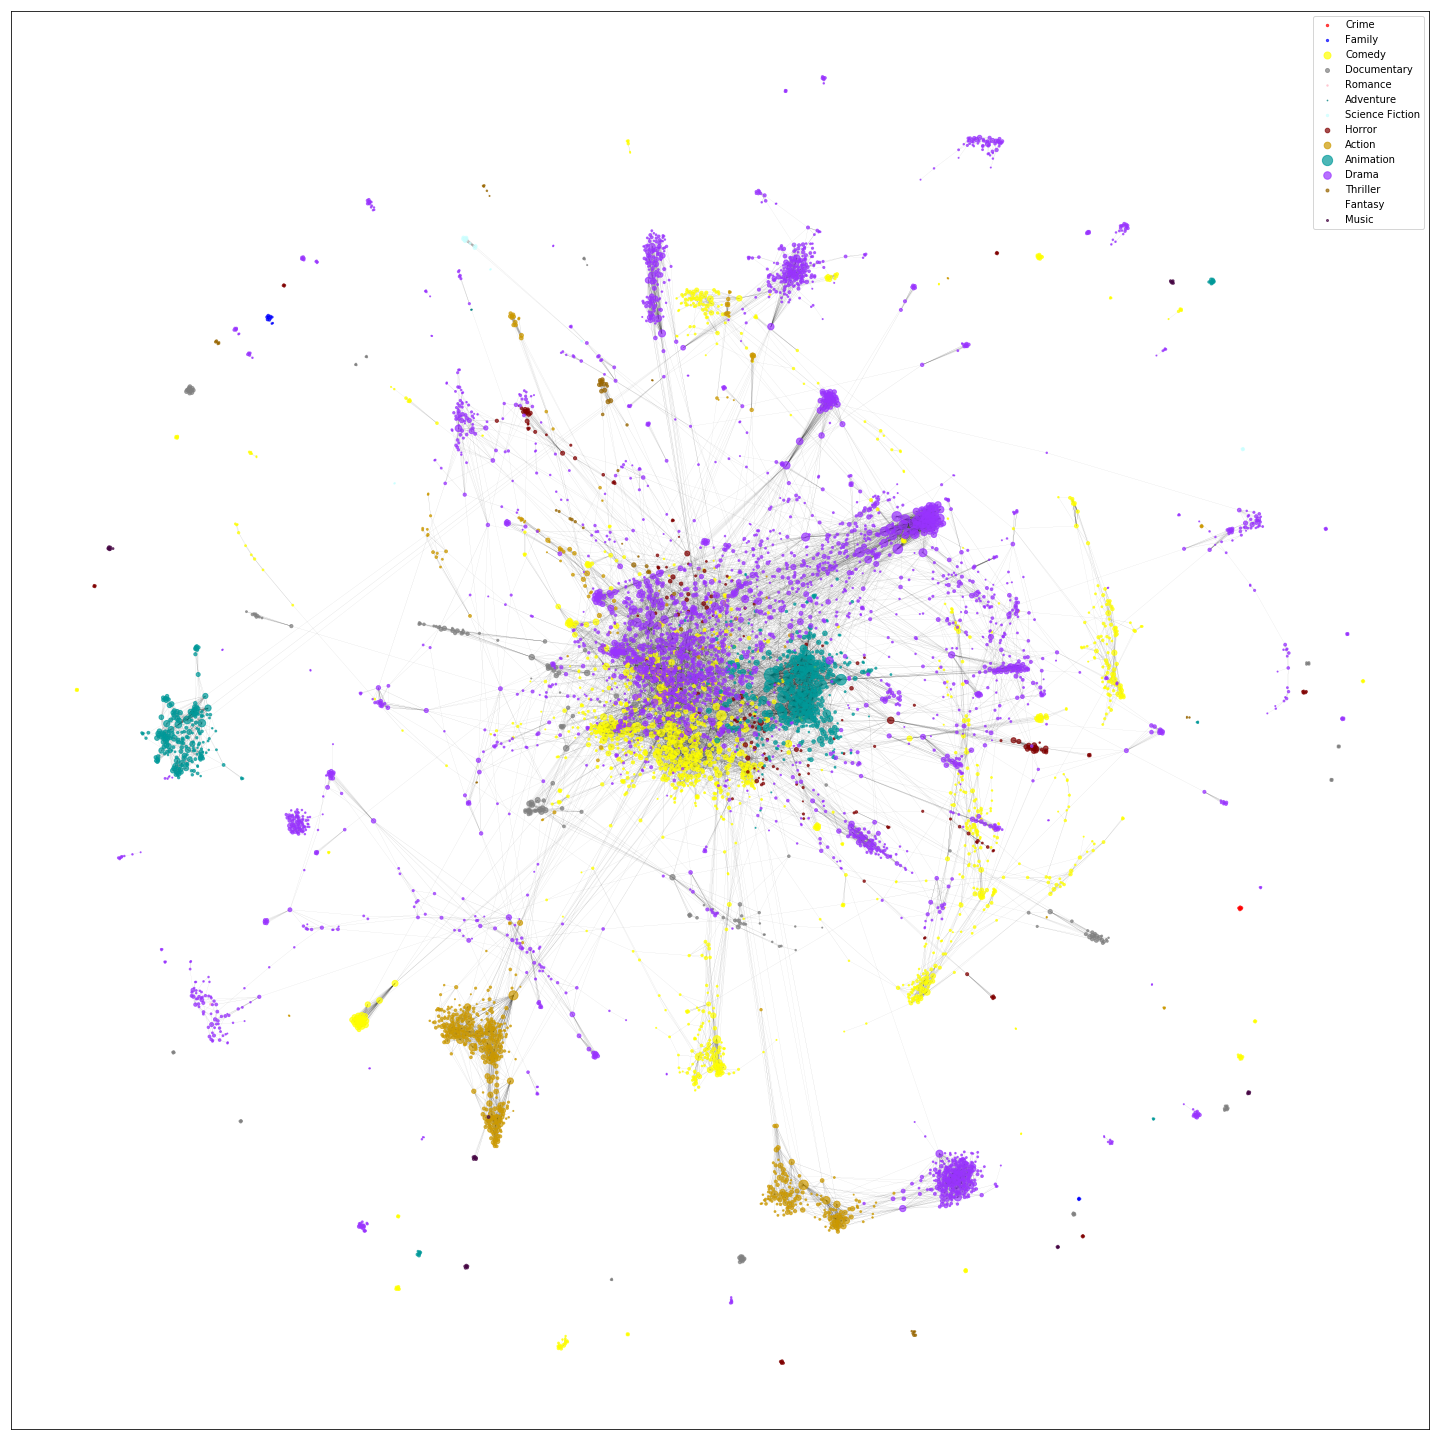 Crime
Family
Comedy
Documentary
Romance
Adventure
Science Fiction
Horror
Action
Animation
Drama
Thriller
Fantasy
Music